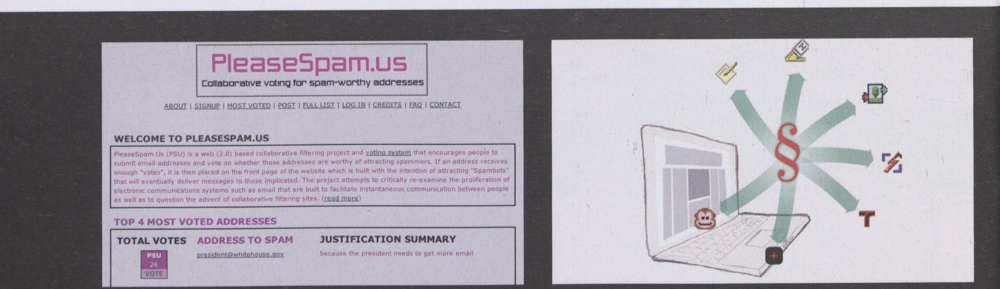 PleaseSpam.us
Collaborative voting for spam-worthy addresses
ABOUT | SIGNUP | MOST VOTED | POST | FULL LIST | LOG IN | CREDITS | FAQ | CONTACT
WELCOME TO PLEASESPAM.US
PleaseSpam.Us (PSU) is a web (2.0) based collaborative filtering project and voting system that encourages people to
submit email addresses and vote on whether those addresses are worthy of attracting spammers. If an address receives
enough "votes", it is then placed on the front page of the website which is built with the intention of attracting "Spambots"
that will eventually deliver messages to those implicated. The project attempts to critically re-examine the proliferation of
electronic communications systems such as email that are built to facilitate instantaneous communication between people
as well as to question the advent of collaborative filtering sites. (read more)
TOP 4 MOST VOTED ADDRESSES
TOTAL VOTES ADDRESS TO SPAM JUSTIFICATION SUMMARY
PSU
26
VOTE
president@whitehouse.gov because the president needs to get more email
§